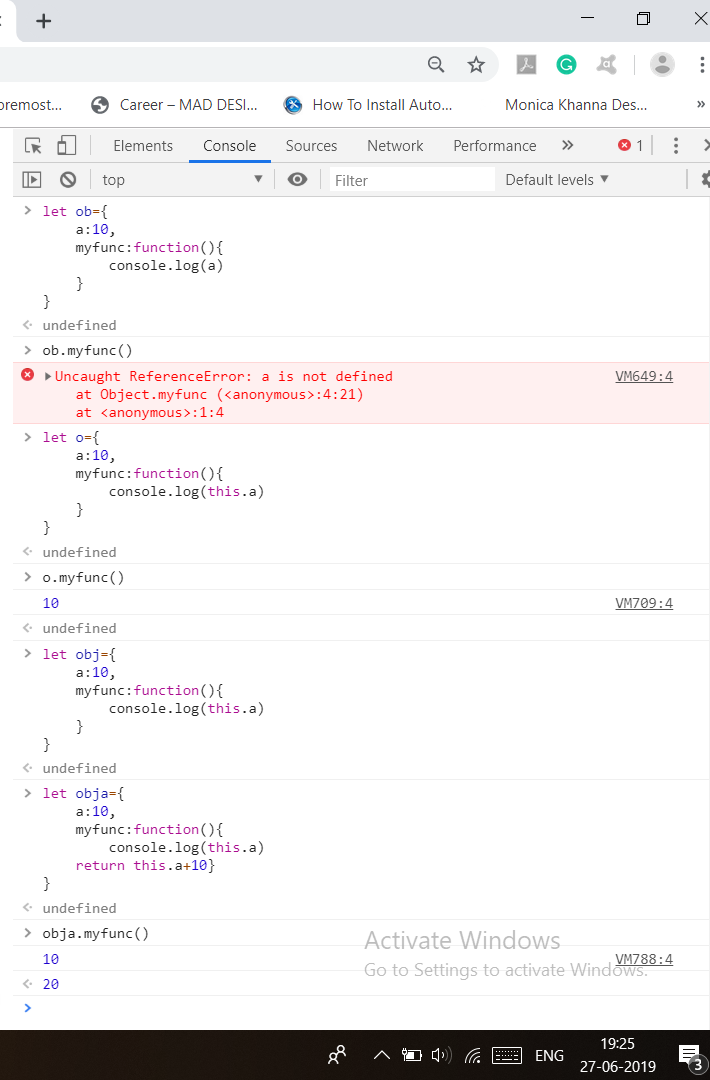 oremost...
Career – MAD DESI...
How To Install Auto...
Monica Khanna Des...
»
Elements Console Sources Network Performance » 1
top Filter Default levels ▼
> let ob={
a:10,
myfunc:function(){
console.log(a)
}
}
undefined
> ob.myfunc()
Uncaught ReferenceError: a is not defined VM649:4
at Object.myfunc (<anonymous>:4:21)
at <anonymous>:1:4
> let o={
a:10,
myfunc:function(){
console.log(this.a)
}
}
undefined
> o.myfunc()
10 VM709:4
undefined
> let obj={
a:10,
myfunc:function(){
console.log(this.a)
}
}
undefined
> let obja={
a:10,
myfunc:function(){
console.log(this.a)
return this.a+10}
}
undefined
> obja.myfunc()
10 VM788:4
20
>
Activate Windows
Go to Settings to activate Windows.
ENG
19:25
27-06-2019
3